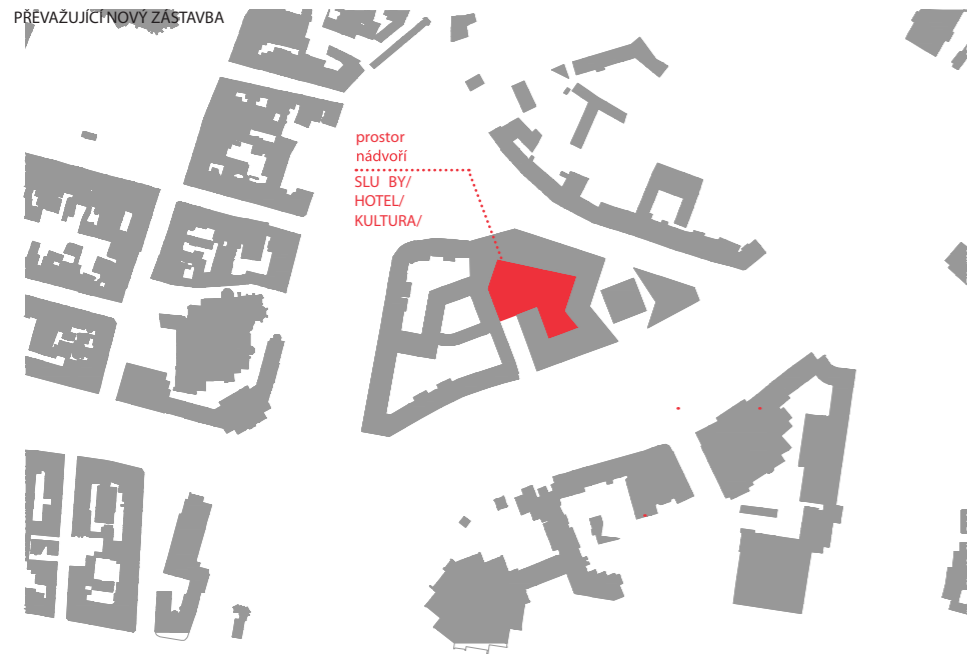 PŘEVAŽUJÍCÍ NOVÝ ZÁSTAVBA
prostor
nádvoří
SLU BY/
HOTEL/
KULTURA/